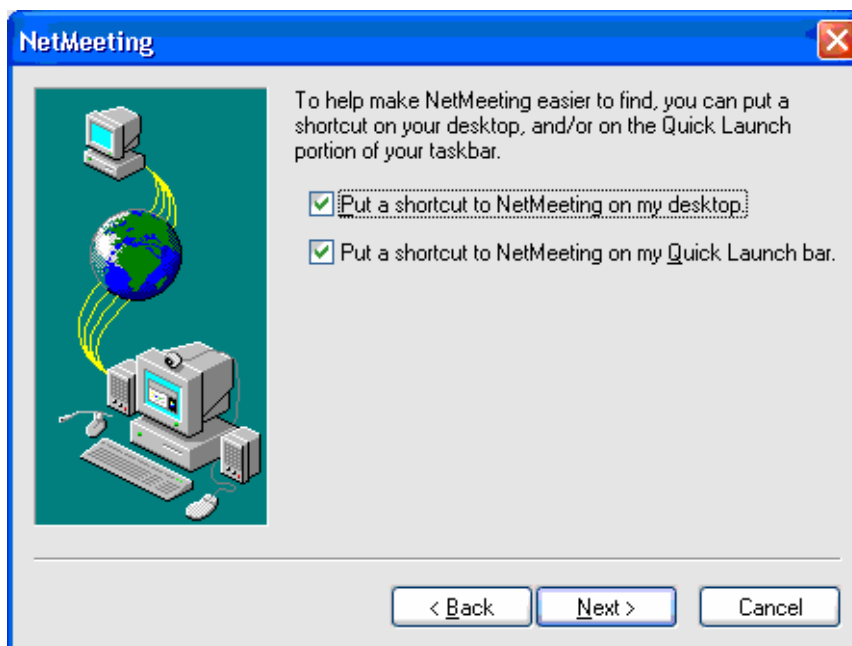 NetMeeting
To help make NetMeeting easier to find, you can put a
shortcut on your desktop, and/or on the Quick Launch
portion of your taskbar.
Put a shortcut to NetMeeting on my desktop.
Put a shortcut to NetMeeting on my Quick Launch bar.
< Back
Next >
Cancel